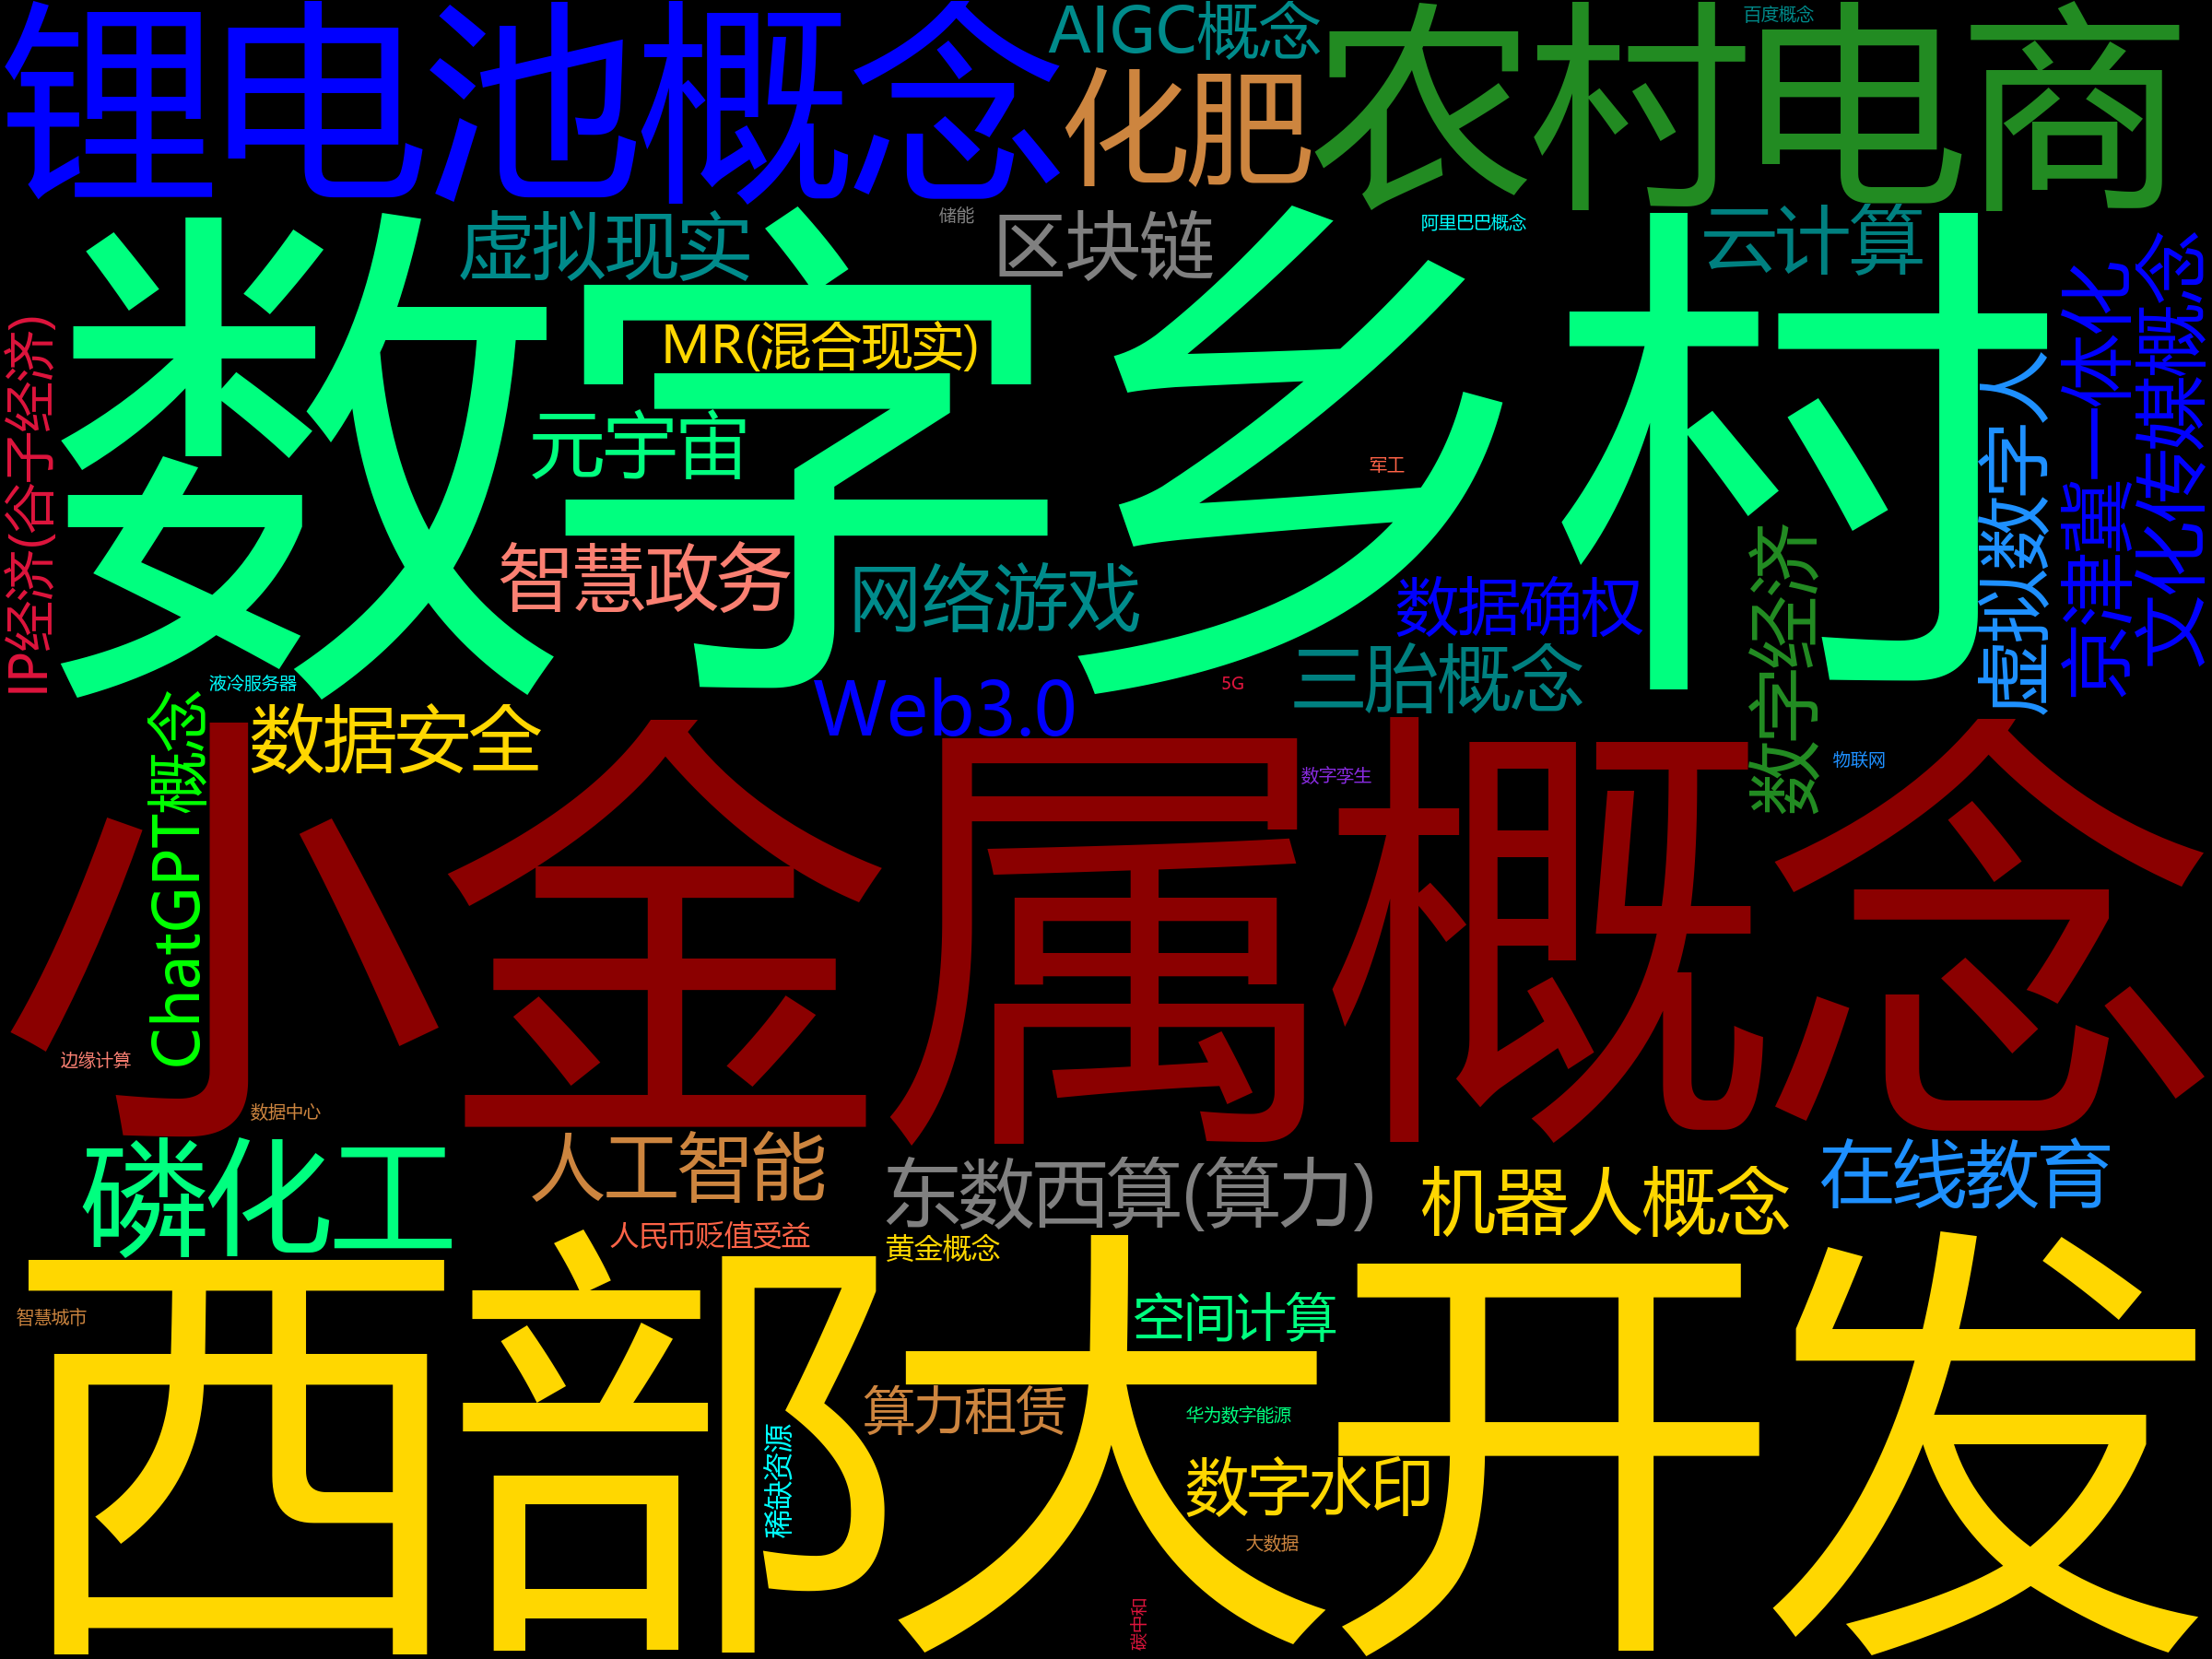 锂电池概念
AIGC概念
化肥
农村电商
百度概念
数字乡村
虚拟现实
储能
区块链
阿里巴巴概念
云计算
MR(混合现实)
元宇宙
军工
IP经济(谷子经济)
智慧政务
网络游戏
数据确权
数字经济
虚拟数字人
京津冀一体化
文化传媒概念
液冷服务器
Web3.0
5G
三胎概念
数据安全
ChatGPT概念
小金属概念
数字孪生
物联网
边缘计算
数据中心
磷化工
人工智能
东数西算(算力)
机器人概念
在线教育
人民币贬值受益
黄金概念
智慧城市
西部大开发
空间计算
算力租赁
华为数字能源
稀缺资源
数字水印
大数据
碳中和